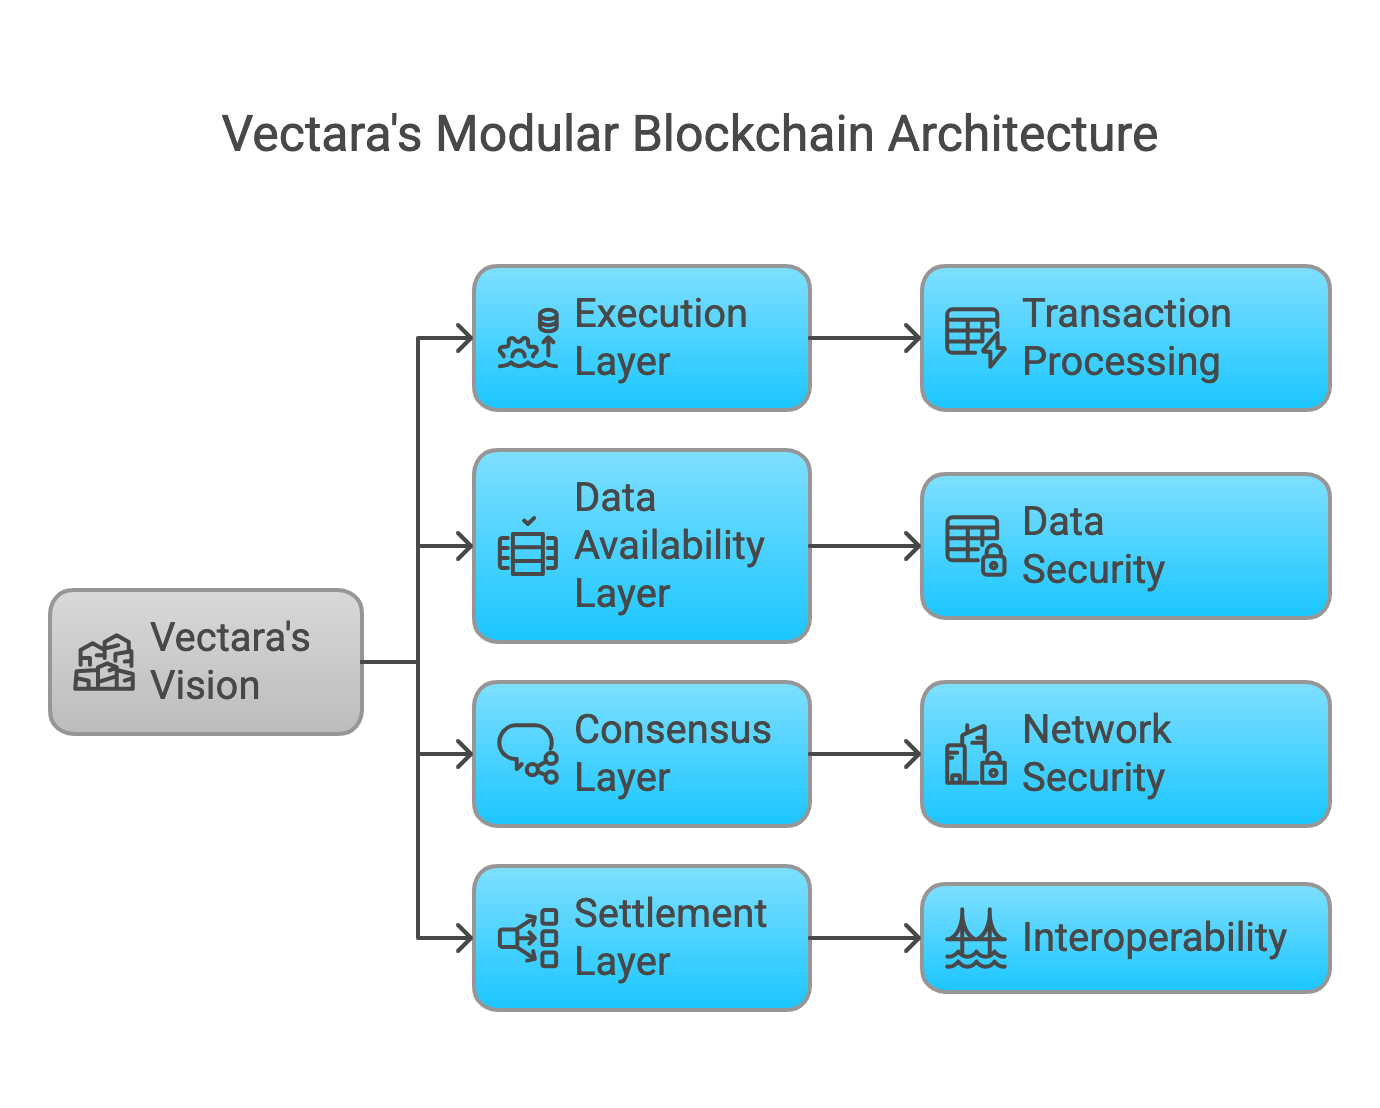 Vectara's Modular Blockchain Architecture
Execution
Layer
Transaction
Processing
Data
Availability
Layer
Data
Security
Vectara's
Vision
Consensus
Layer
Network
Security
Settlement
Layer
Interoperability